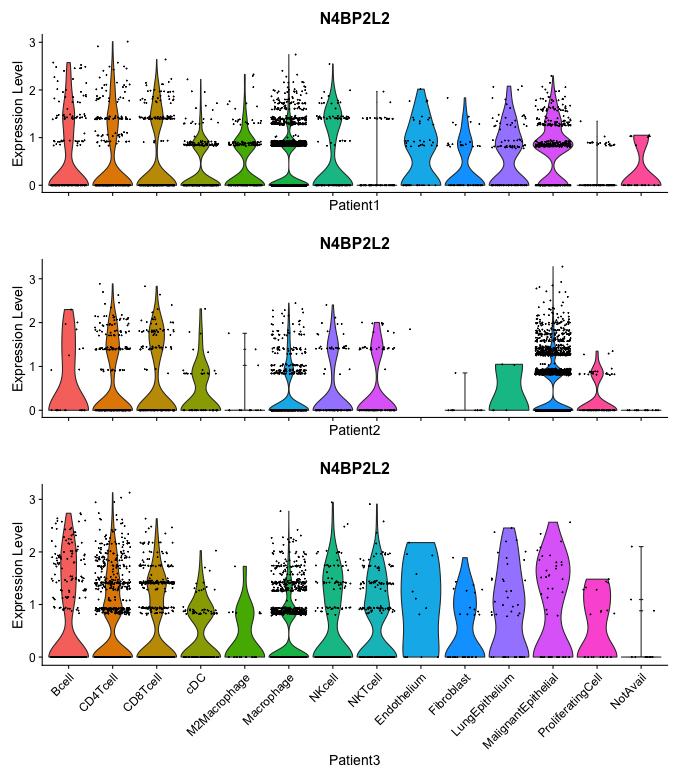 N4BP2L2
Expression Level
3
2
1
0
Patient1
N4BP2L2
Expression Level
3
2
1
0
Patient2
N4BP2L2
Expression Level
3
2
1
0
Bcell
CD4Tcell
CD8Tcell
cDC
M2Macrophage
Macrophage
NKcell
NKTcell
Endothelium
Fibroblast
LungEpithelium
MalignantEpithelial
ProliferatingCell
NotAvail
Patient3